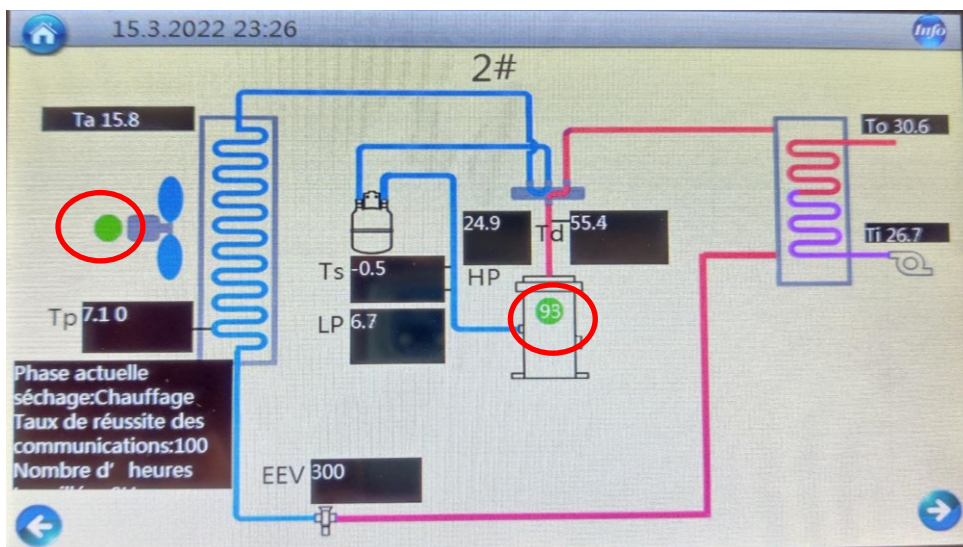 15.3.2022 23:26
Info
2#
Ta 15.8
To 30.6
24.9
Td
55.4
Ti 26.7
Ts
-0.5
HP
93
Tp
7.1 0
LP
6.7
Phase actuelle
séchage:Chauffage
Taux de réussite des
communications:100
Nombre d' heures
EEV
300